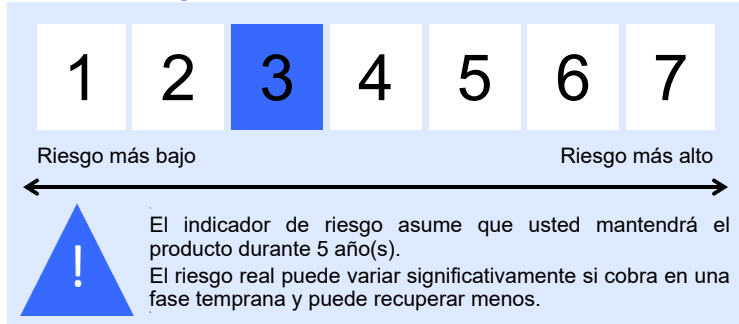 1 2 3 4 5 6 7
Riesgo más bajo Riesgo más alto
!
El indicador de riesgo asume que usted mantendrá el
producto durante 5 año(s).
El riesgo real puede variar significativamente si cobra en una
fase temprana y puede recuperar menos.